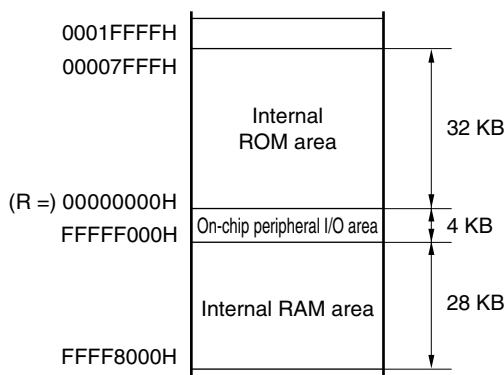 0001FFFFH
00007FFFH
Internal
ROM area
32 KB
(R =) 00000000H
On-chip peripheral I/O area
4 KB
FFFFF000H
Internal RAM area
28 KB
FFFF8000H